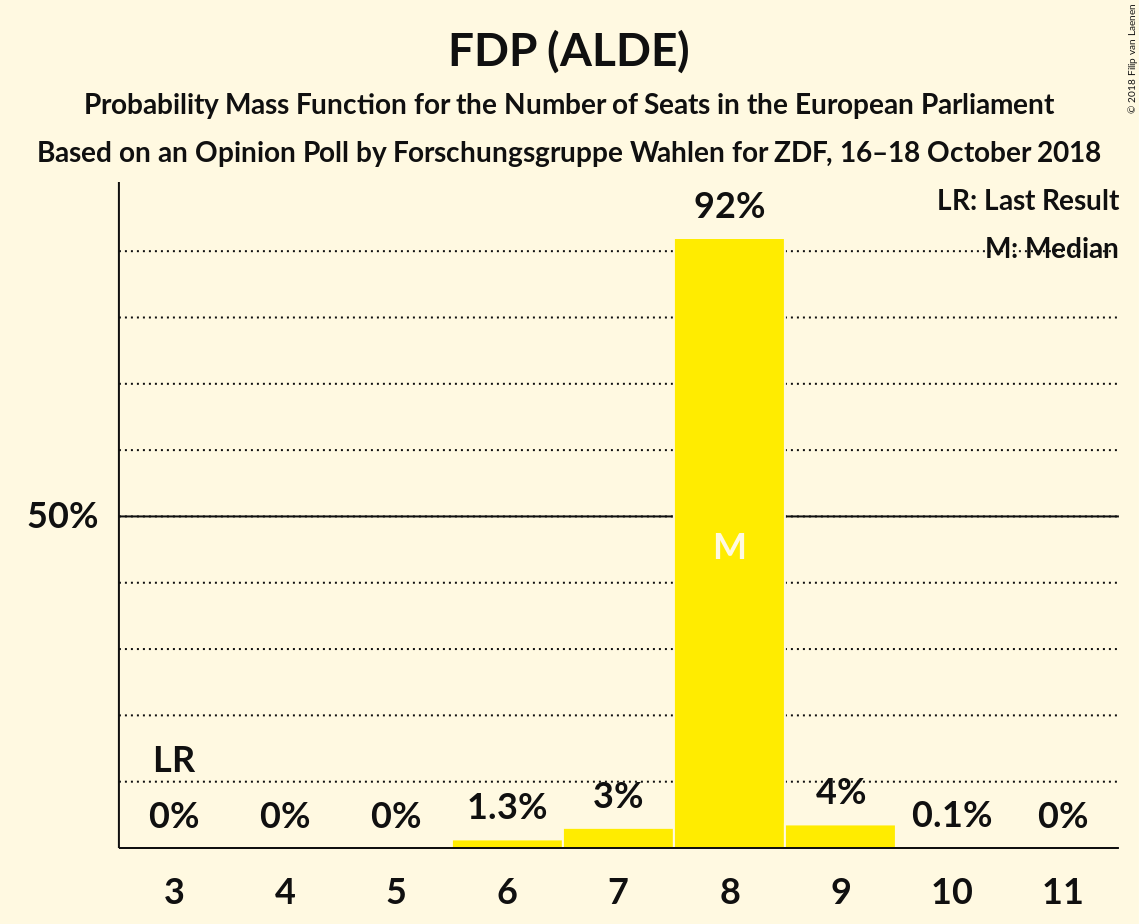 FDP (ALDE)
Probability Mass Function for the Number of Seats in the European Parliament
Based on an Opinion Poll by Forschungsgruppe Wahlen for ZDF, 16–18 October 2018
© 2018 Filip van Laenen
LR: Last Result
M: Median
92%
50%
M
LR
0%
0%
0%
1.3%
3%
4%
0.1%
0%
3 4 5 6 7 8 9 10 11